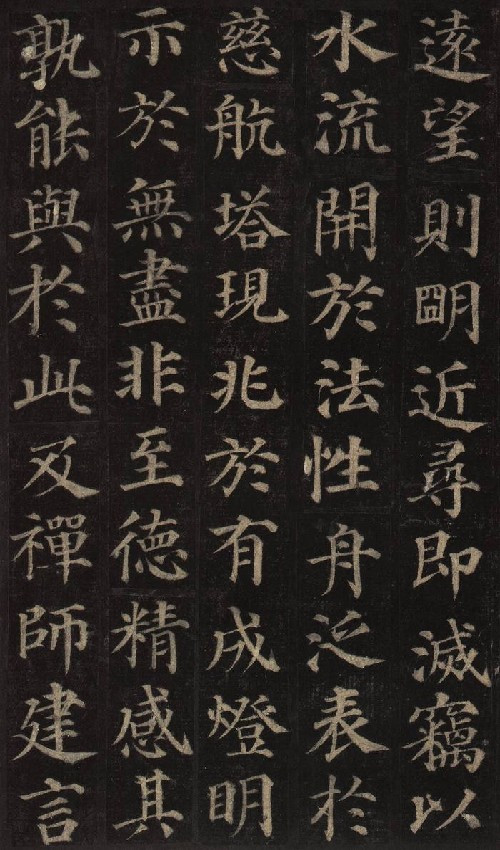 遠望則明近尋即滅竊以
水流開於法性舟泛表於
慈航塔現兆於有成燈明
示於無盡非至德精感其
孰能與於此及禪師建言